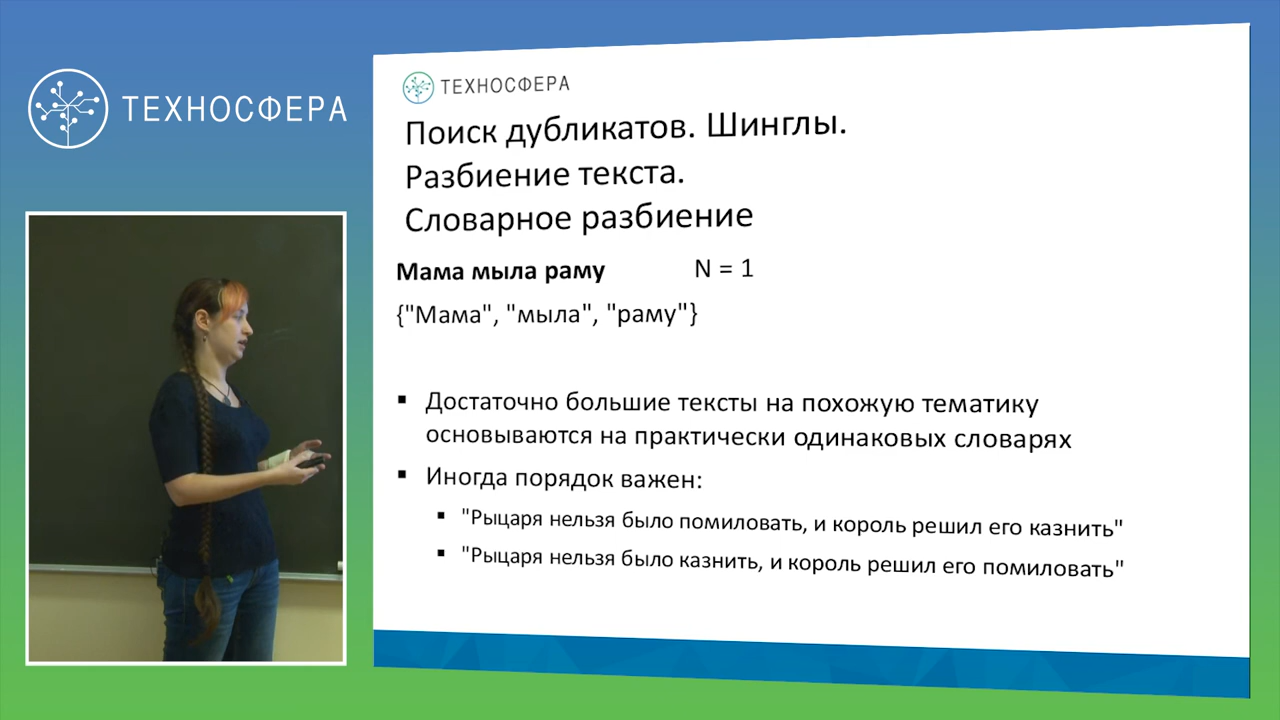 ТЕХНОСФЕРА
ТЕХНОСФЕРА
Поиск дубликатов. Шинглы.
Разбиение текста.
Словарное разбиение
Мама мыла раму N = 1
{"Мама", "мыла", "раму"}
Достаточно большие тексты на похожую тематику
основываются на практически одинаковых словарях
Иногда порядок важен:
"Рыцаря нельзя было помиловать, и король решил его казнить"
"Рыцаря нельзя было казнить, и король решил его помиловать"